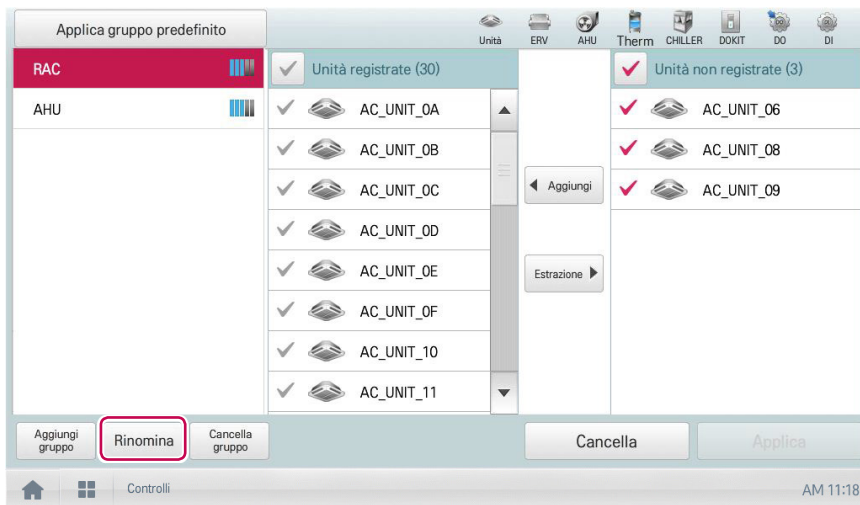 Applica gruppo predefinito
Unità
ERV
AHU
Therm
CHILLER
DOKIT
DO
DI
RAC
AHU
Unità registrate (30)
AC_UNIT_0A
AC_UNIT_0B
AC_UNIT_0C
AC_UNIT_0D
AC_UNIT_0E
AC_UNIT_0F
AC_UNIT_10
AC_UNIT_11
Aggiungi
Estrazione
Unità non registrate (3)
AC_UNIT_06
AC_UNIT_08
AC_UNIT_09
Aggiungi
gruppo
Rinomina
Cancella
gruppo
Cancella
Applica
Controlli
AM 11:18